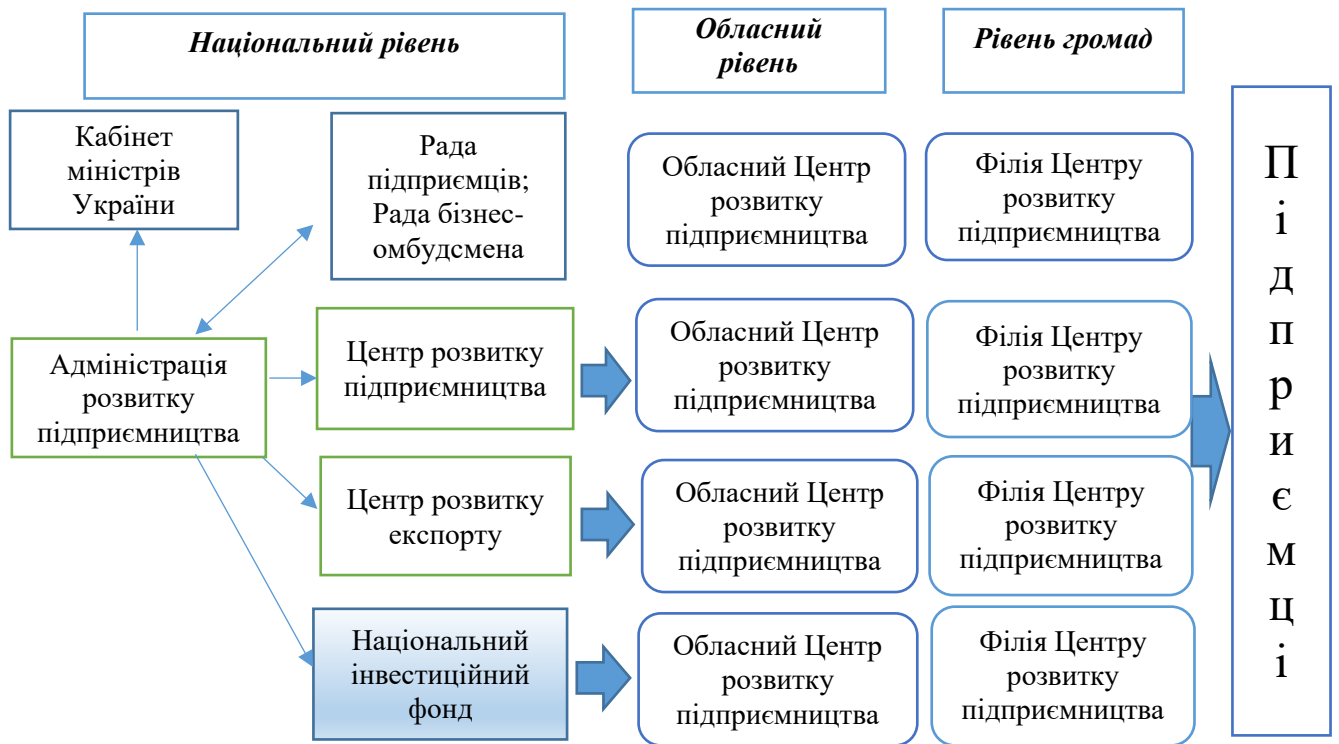 Національний рівень
Обласний
рівень
Рівень громад
Кабінет
міністрів
України
Рада
підприємців;
Рада бізнес-
омбудсмена
Обласний Центр
розвитку
підприємництва
Філія Центру
розвитку
підприємництва
Адміністрація
розвитку
підприємництва
Центр розвитку
підприємництва
Обласний Центр
розвитку
підприємництва
Філія Центру
розвитку
підприємництва
Центр розвитку
експорту
Обласний Центр
розвитку
підприємництва
Філія Центру
розвитку
підприємництва
Національний
інвестиційний
фонд
Обласний Центр
розвитку
підприємництва
Філія Центру
розвитку
підприємництва
П
і
д
п
р
и
є
м
ц
і